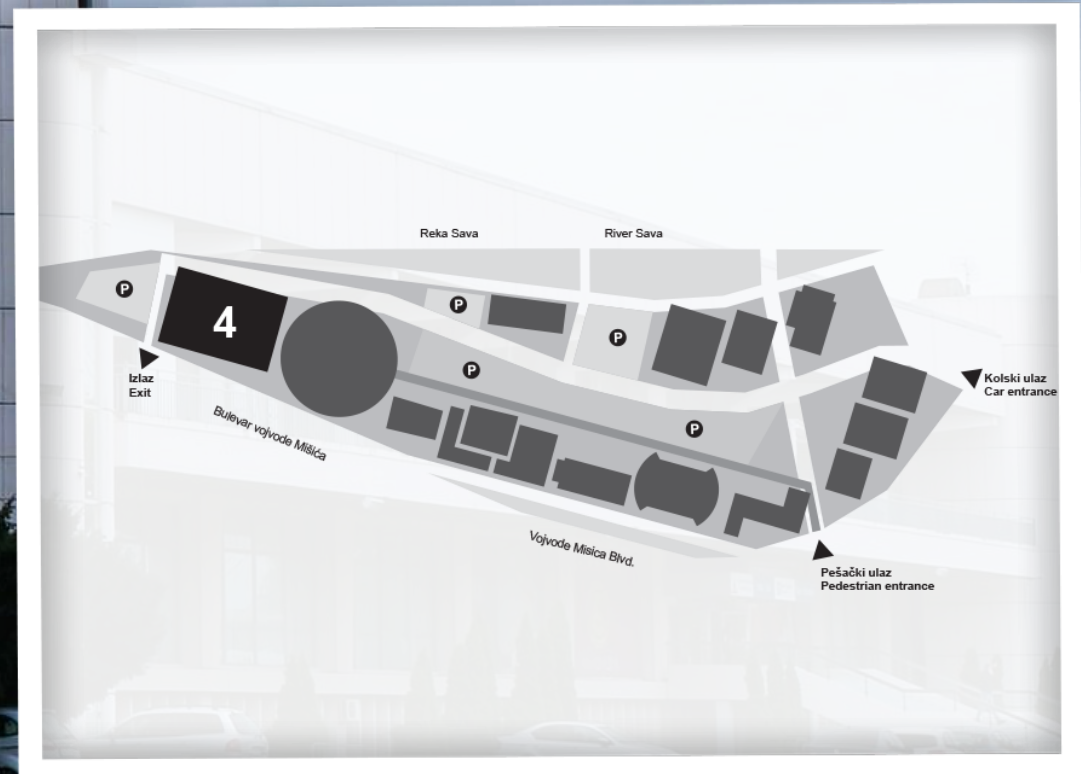 Reka Sava
River Sava
P
P
P
4
P
Izlaz
Exit
Kolski ulaz
Car entrance
Bulevar vojvode Mišića
P
Vojvode Misica Blvd.
Pešački ulaz
Pedestrian entrance